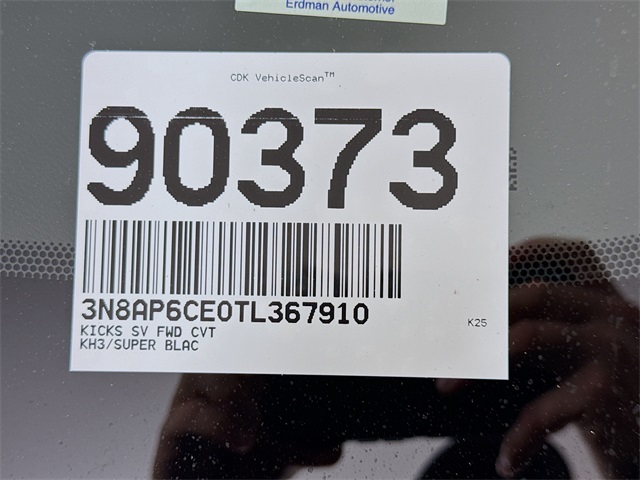 Erdman Automotive
CDK VehicleScan™
90373
3N8AP6CE0TL367910
KICKS SV FWD CVT
KH3/SUPER BLAC
K25